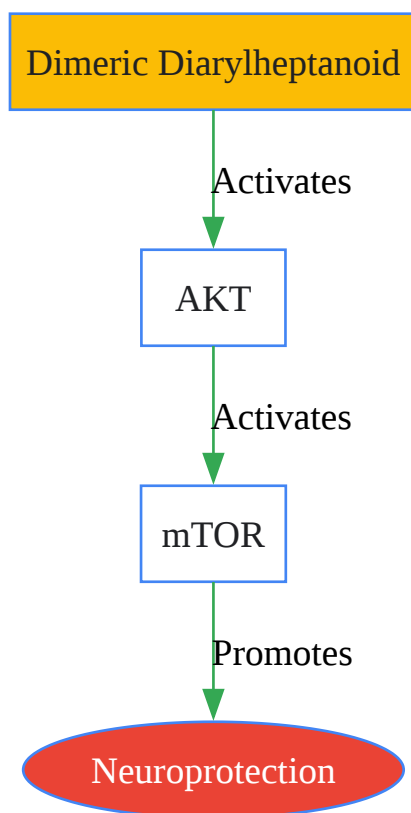 Dimeric Diarylheptanoid
Activates
AKT
Activates
mTOR
Promotes
Neuroprotection